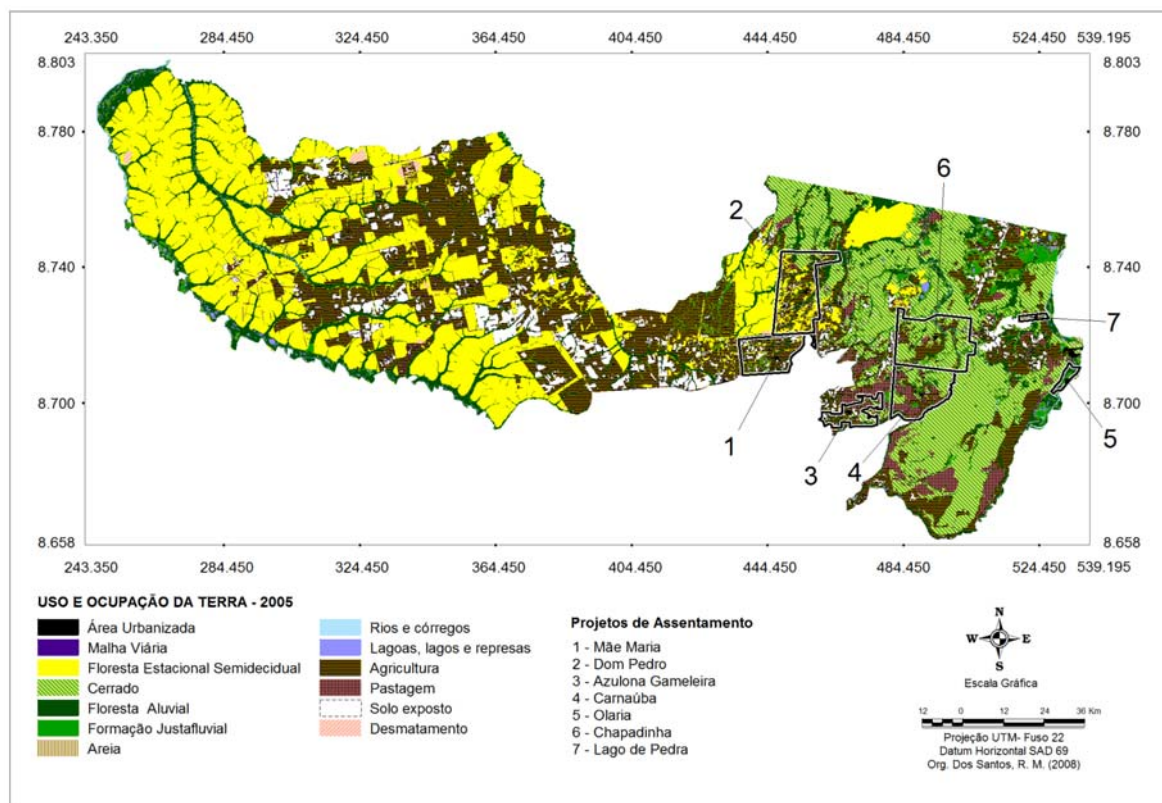 243.350 284.450 324.450 364.450 404.450 444.450 484.450 524.450 539.195
8.803 8.803
8.780 8.780
6
2
8.740 8.740
7
8.700 8.700
1 3 4 5
8.658 8.658
243.350 284.450 324.450 364.450 404.450 444.450 484.450 524.450 539.195
USO E OCUPAÇÃO DA TERRA - 2005
Área Urbanizada
Malha Viária
Floresta Estacional Semidecidual
Cerrado
Floresta Aluvial
Formação Justafluvial
Areia
Rios e córregos
Lagoas, lagos e represas
Agricultura
Pastagem
Solo exposto
Desmatamento
Projetos de Assentamento
1 - Mãe Maria
2 - Dom Pedro
3 - Azulona Gameleira
4 - Carnaúba
5 - Olaria
6 - Chapadinha
7 - Lago de Pedra
N
W E
S
Escala Gráfica
12 0 12 24 36 Km
Projeção UTM- Fuso 22
Datum Horizontal SAD 69
Org. Dos Santos, R. M. (2008)